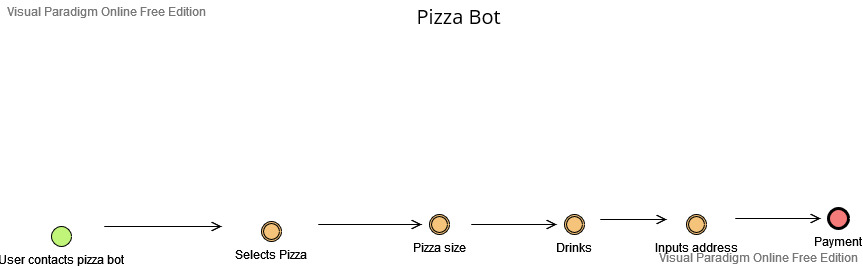 Visual Paradigm Online Free Edition
Pizza Bot
User contacts pizza bot
Selects Pizza
Pizza size
Drinks
Inputs address
Payment
Visual Paradigm Online Free Edition